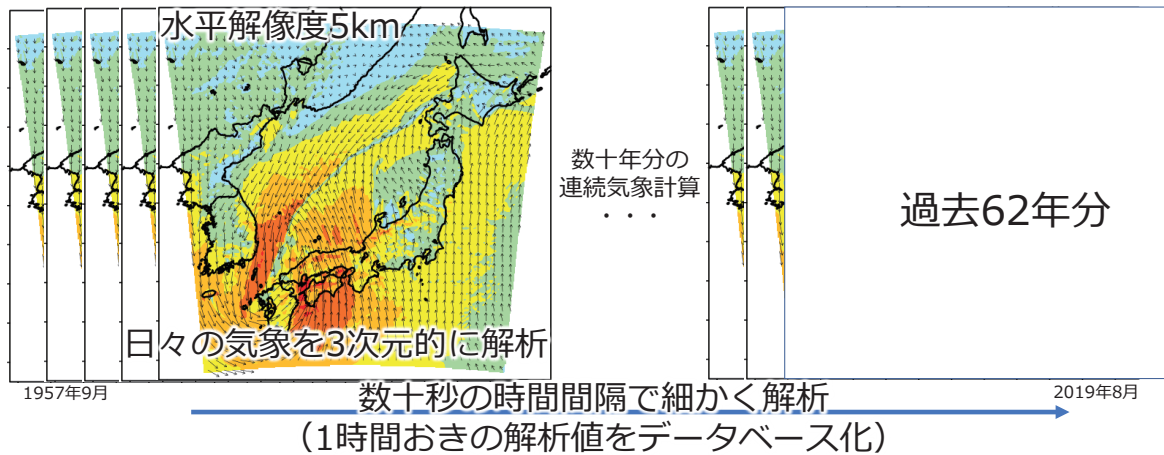 水平解像度5km
日々の気象を3次元的に解析
数十年分の
連続気象計算
・・・
過去62年分
1957年9月
2019年8月
数十秒の時間間隔で細かく解析
（1時間おきの解析値をデータベース化）